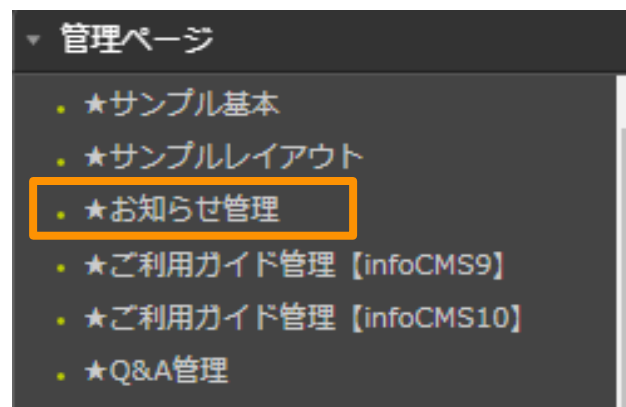 管理ページ
★サンプル基本
★サンプルレイアウト
★お知らせ管理
★ご利用ガイド管理【infoCMS9】
★ご利用ガイド管理【infoCMS10】
★Q&A管理